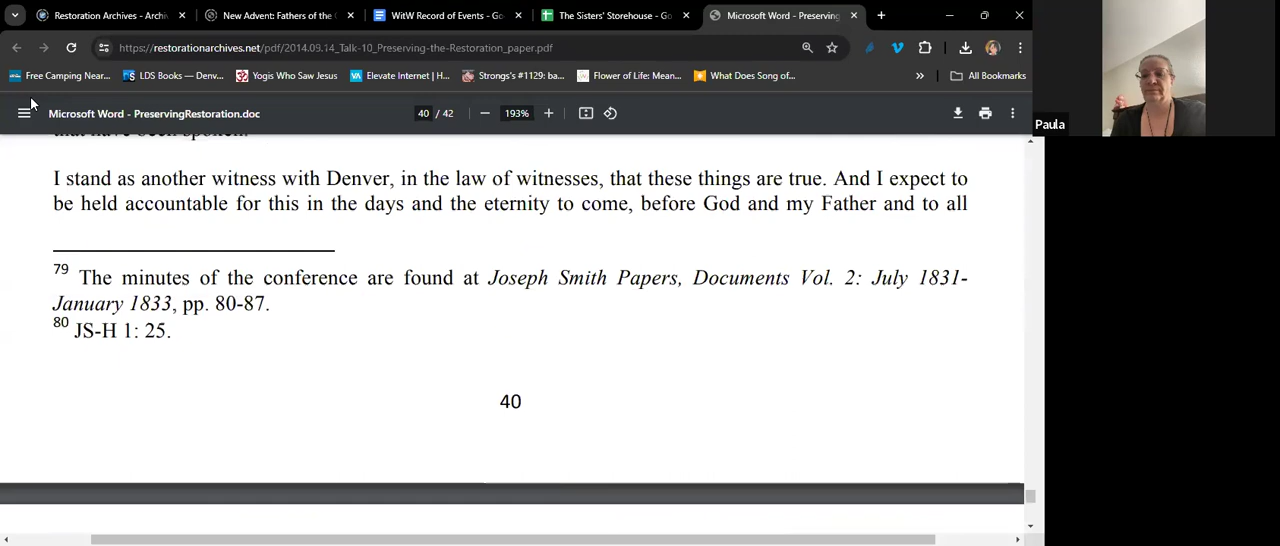 Restoration Archives - Archi
New Advent: Fathers of the
WitW Record of Events - Go
The Sisters' Storehouse - Go
Microsoft Word - Preserving
https://restorationarchives.net/pdf/2014.09.14_Talk-10_Preserving-the-Restoration_paper.pdf
Free Camping Near...
LDS Books — Denv...
Yogis Who Saw Jesus
Elevate Internet | H...
Strong's #1129: ba...
Flower of Life: Mean...
What Does Song of...
»
All Bookmarks
Microsoft Word - PreservingRestoration.doc
40 / 42
193%
Paula
that have been spoken.
I stand as another witness with Denver, in the law of witnesses, that these things are true. And I expect to
be held accountable for this in the days and the eternity to come, before God and my Father and to all
79 The minutes of the conference are found at Joseph Smith Papers, Documents Vol. 2: July 1831-
January 1833, pp. 80-87.
80 JS-H 1: 25.
40